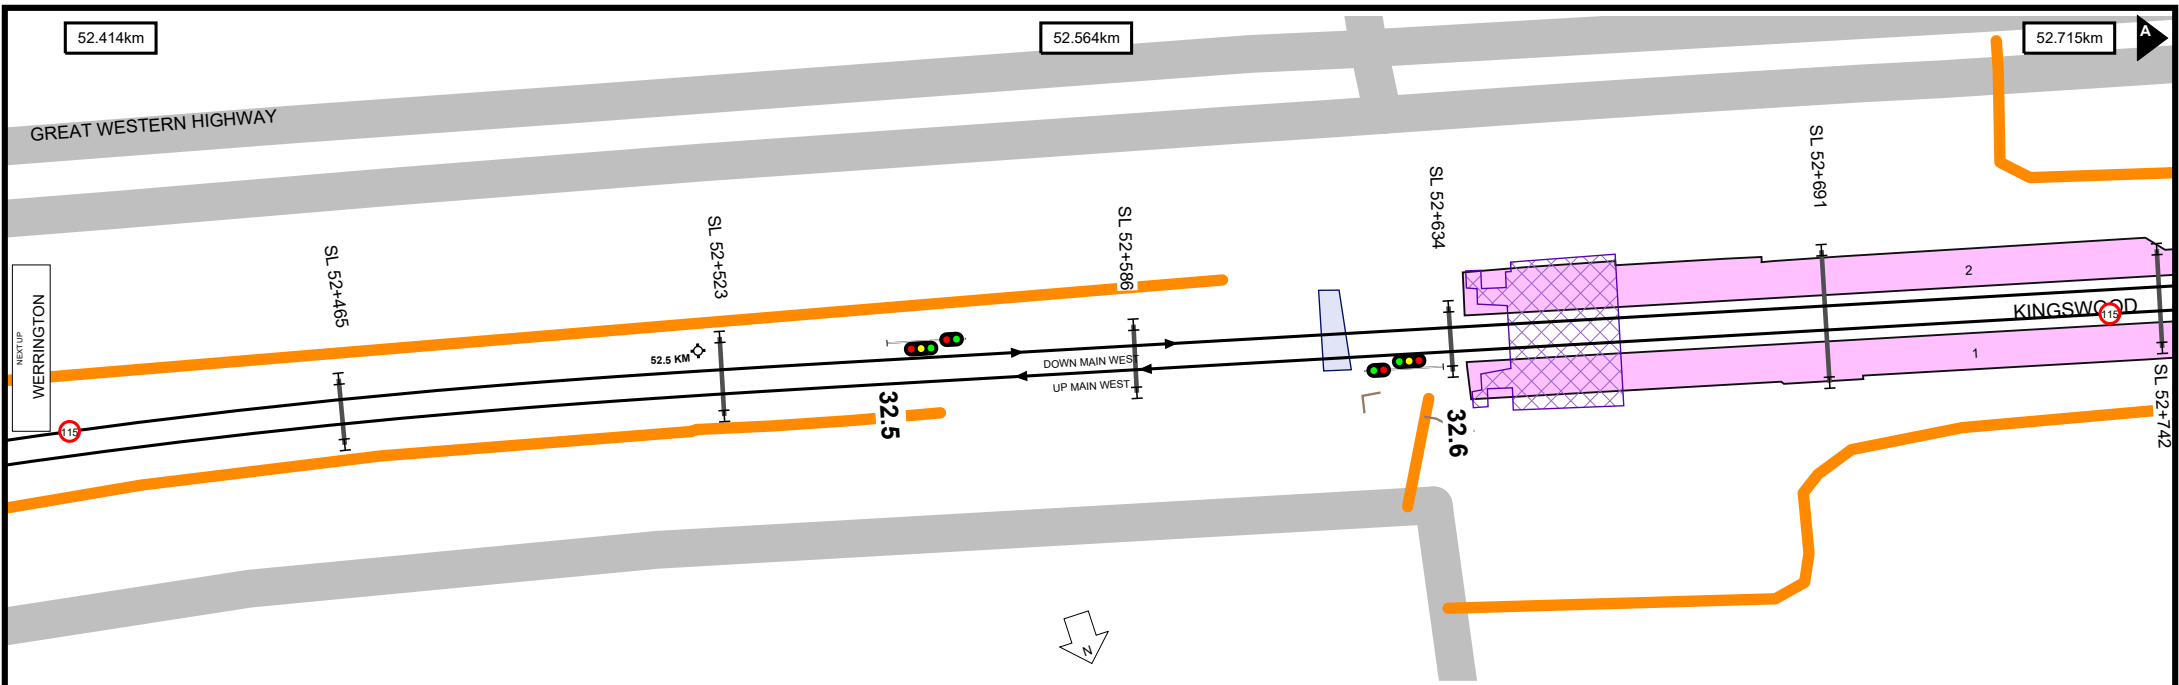 52.414km
52.564km
52.715km
A
GREAT WESTERN HIGHWAY
SL 52+465
SL 52+523
SL 52+586
SL 52+634
SL 52+691
SL 52+742
NEXT UP
WERRINGTON
115
52.5 KM
DOWN MAIN WEST
UP MAIN WEST
32.5
32.6
2
KINGSWOOD
115
1
N